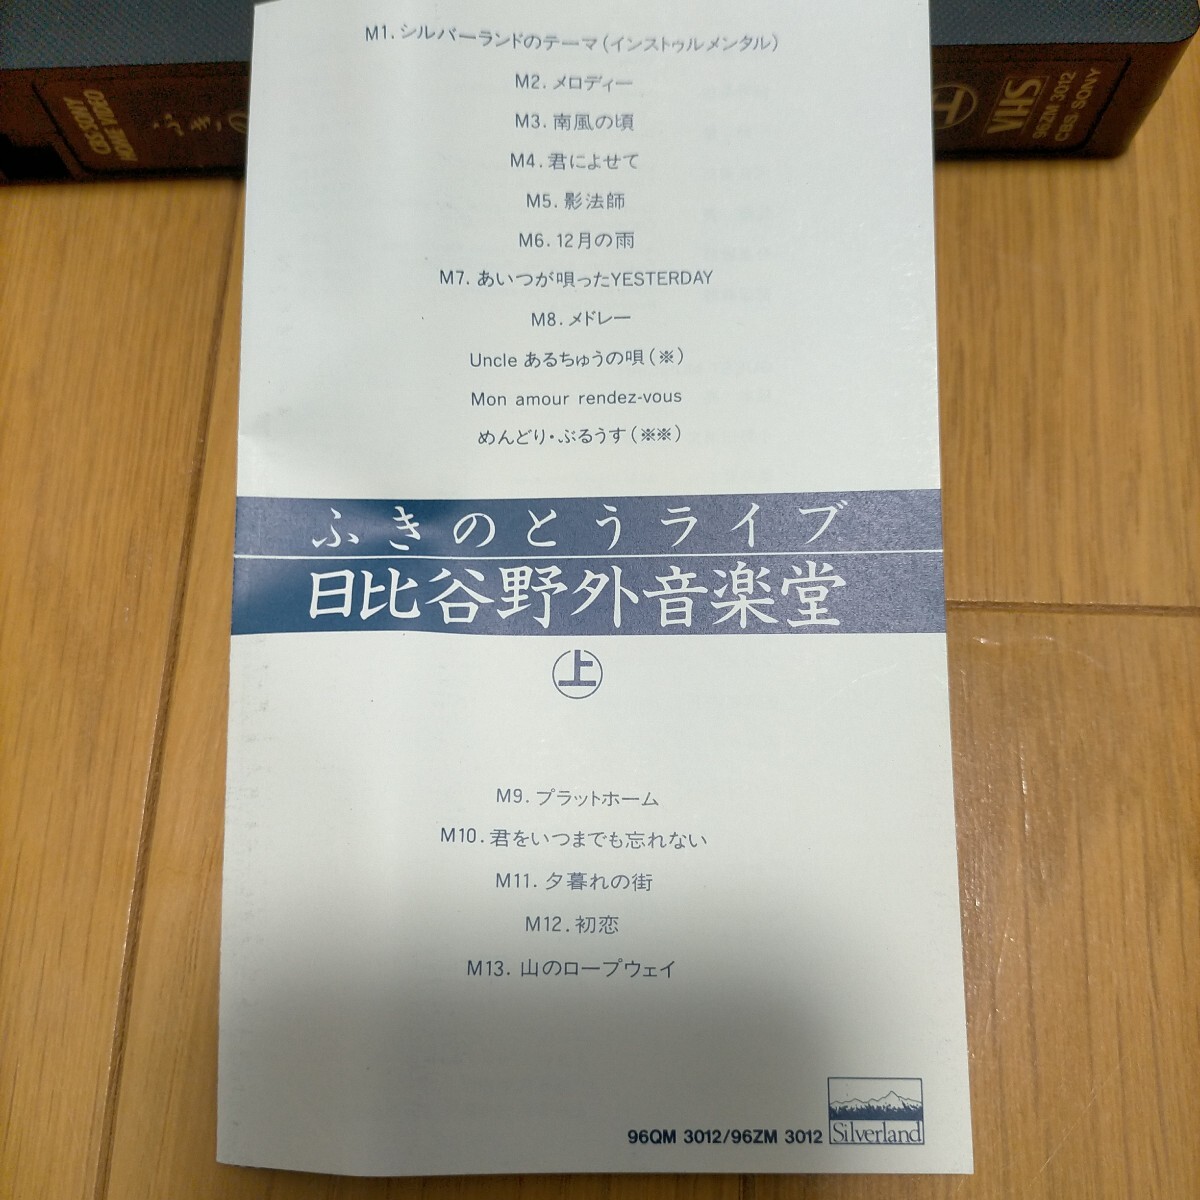 M1. シルバーランドのテーマ(インストゥルメンタル)
M2. メロディー
M3. 南風の頃
M4. 君によせて
M5. 影法師
M6. 12月の雨
M7. あいつが唄ったYESTERDAY
M8. メドレー
Uncle あるちゅうの唄(※)
Mon amour rendez-vous
めんどり・ぶるうす(※※)
ふきのとうライブ
日比谷野外音楽堂
上
M9. プラットホーム
M10. 君をいつまでも忘れない
M11. 夕暮れの街
M12. 初恋
M13. 山のロープウェイ
96QM 3012/96ZM 3012
Silverland
CBS/SONY
HOME VIDEO
ふきの
上
VHS
96ZM 3012
CBS/SONY